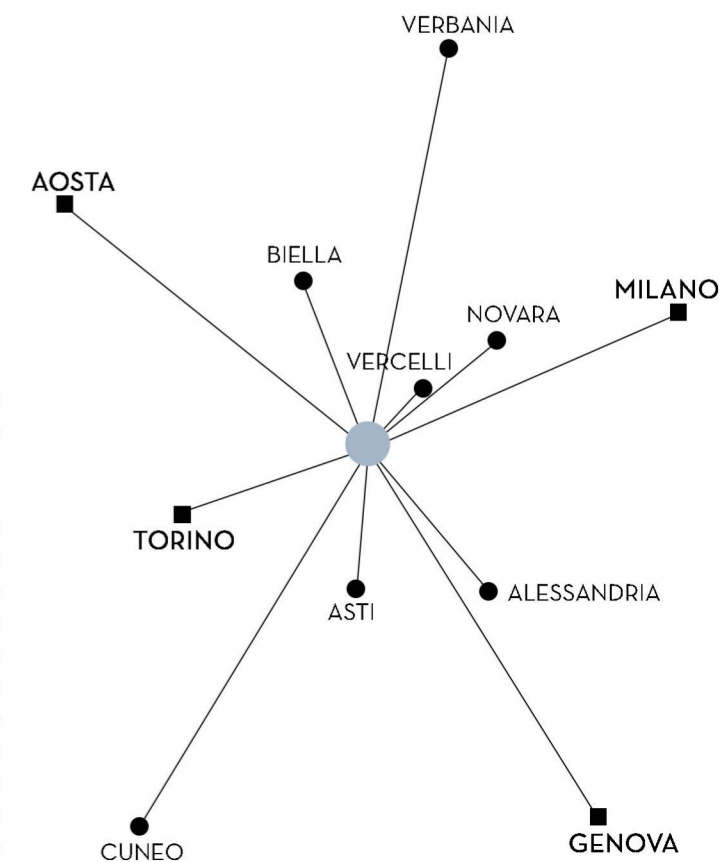 VERBANIA
AOSTA
BIELLA
MILANO
NOVARA
VERCELLI
TORINO
ALESSANDRIA
ASTI
GENOVA
CUNEO